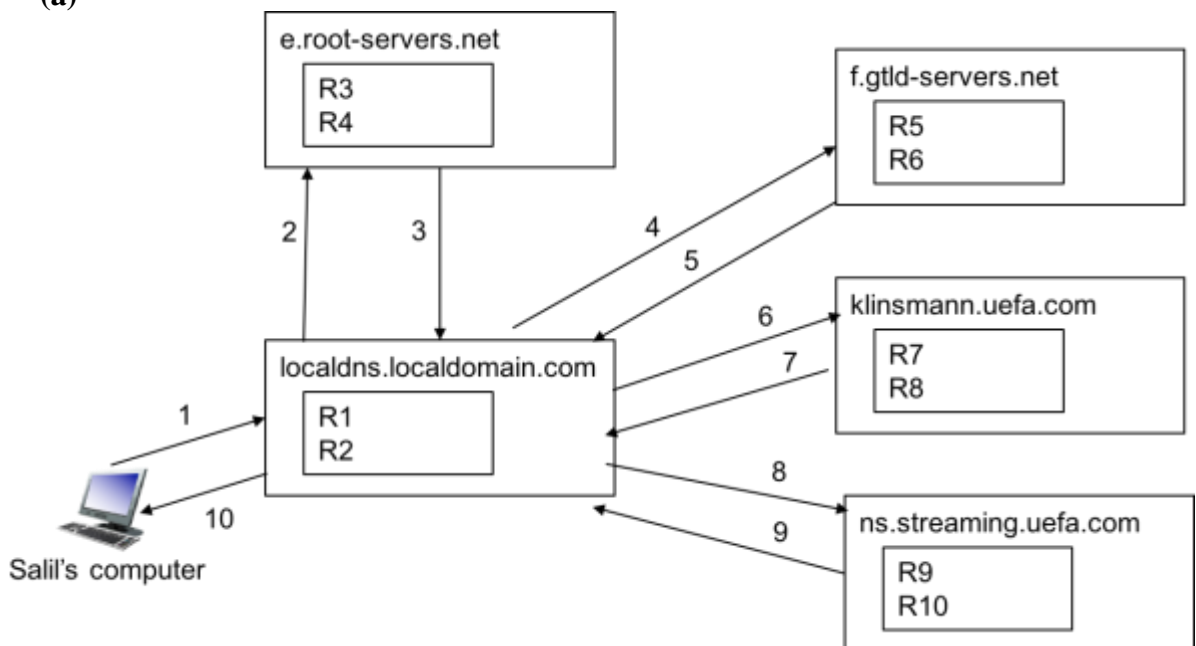 (a)
e.root-servers.net
R3
R4
f.gtld-servers.net
R5
R6
2
3
4
5
klinsmann.uefa.com
R7
R8
6
7
localdns.localdomain.com
R1
R2
1
10
8
9
ns.streaming.uefa.com
R9
R10
Salil's computer